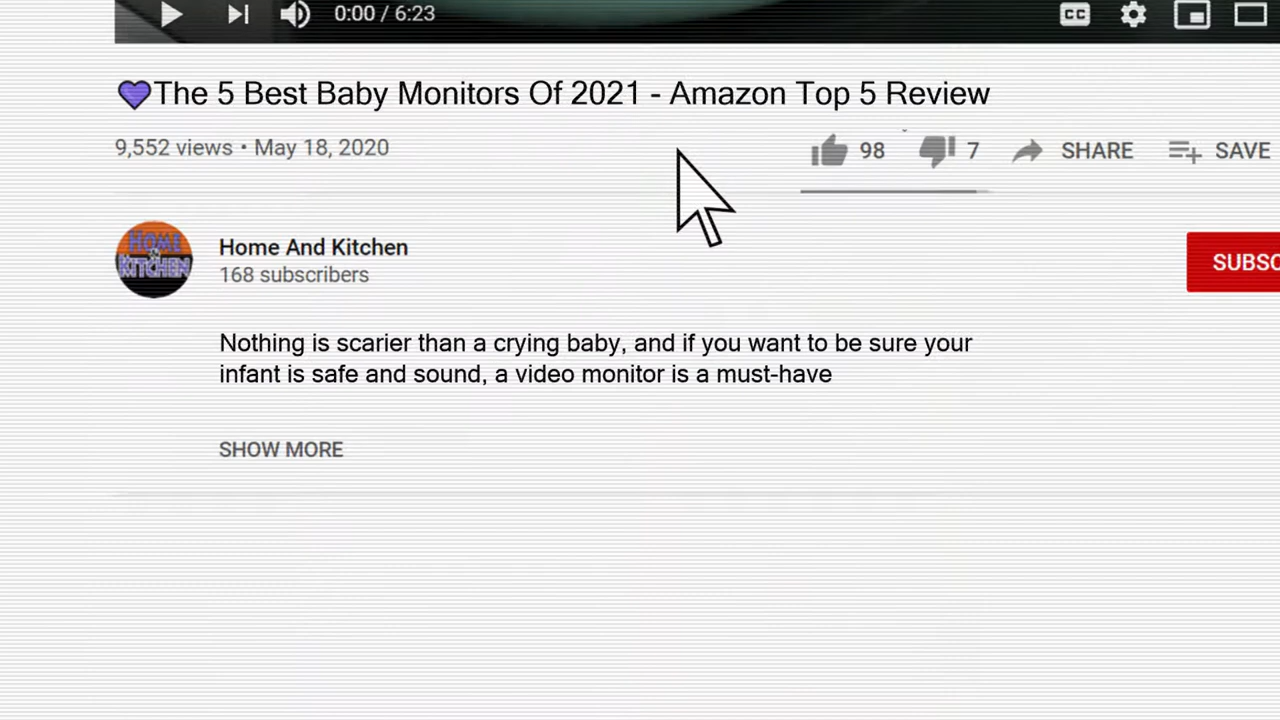 0:00 / 6:23
CC
💜The 5 Best Baby Monitors Of 2021 - Amazon Top 5 Review
9,552 views • May 18, 2020
98 7 SHARE SAVE
HOME
KITCHEN
Home And Kitchen
168 subscribers
SUBSC
Nothing is scarier than a crying baby, and if you want to be sure your
infant is safe and sound, a video monitor is a must-have
SHOW MORE